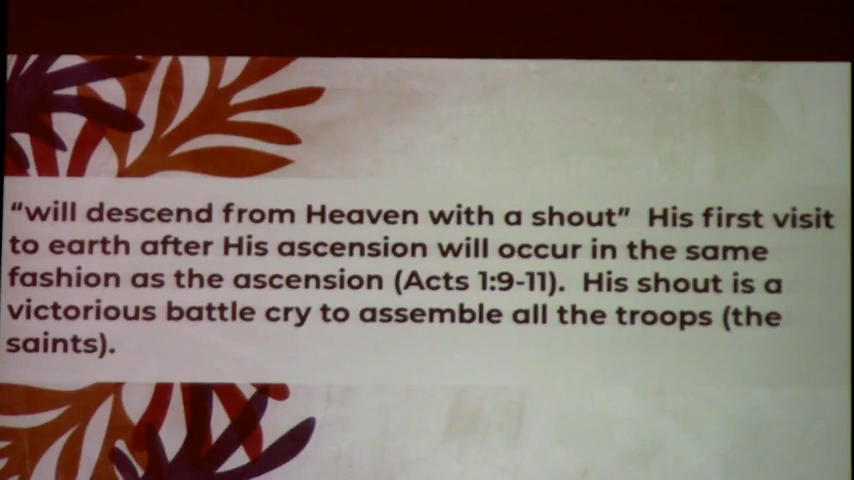 “will descend from Heaven with a shout”  His first visit
to earth after His ascension will occur in the same
fashion as the ascension (Acts 1:9-11).  His shout is a
victorious battle cry to assemble all the troops (the
saints).